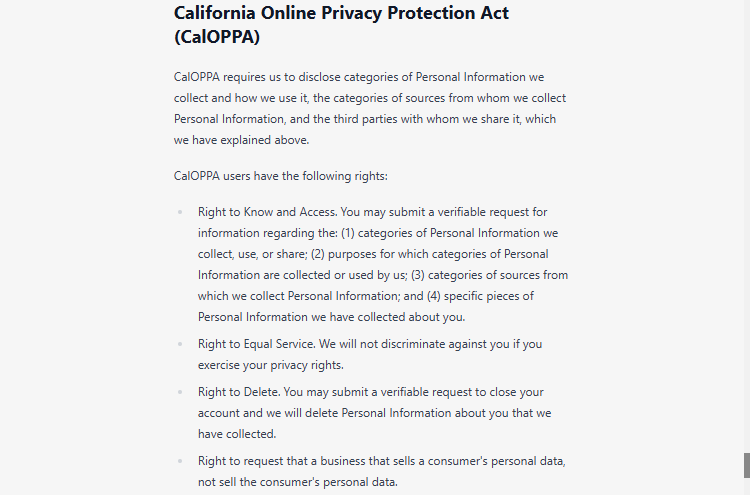 California Online Privacy Protection Act
(CalOPPA)
CalOPPA requires us to disclose categories of Personal Information we
collect and how we use it, the categories of sources from whom we collect
Personal Information, and the third parties with whom we share it, which
we have explained above.
CalOPPA users have the following rights:
Right to Know and Access. You may submit a verifiable request for
information regarding the: (1) categories of Personal Information we
collect, use, or share; (2) purposes for which categories of Personal
Information are collected or used by us; (3) categories of sources from
which we collect Personal Information; and (4) specific pieces of
Personal Information we have collected about you.
Right to Equal Service. We will not discriminate against you if you
exercise your privacy rights.
Right to Delete. You may submit a verifiable request to close your
account and we will delete Personal Information about you that we
have collected.
Right to request that a business that sells a consumer's personal data,
not sell the consumer's personal data.